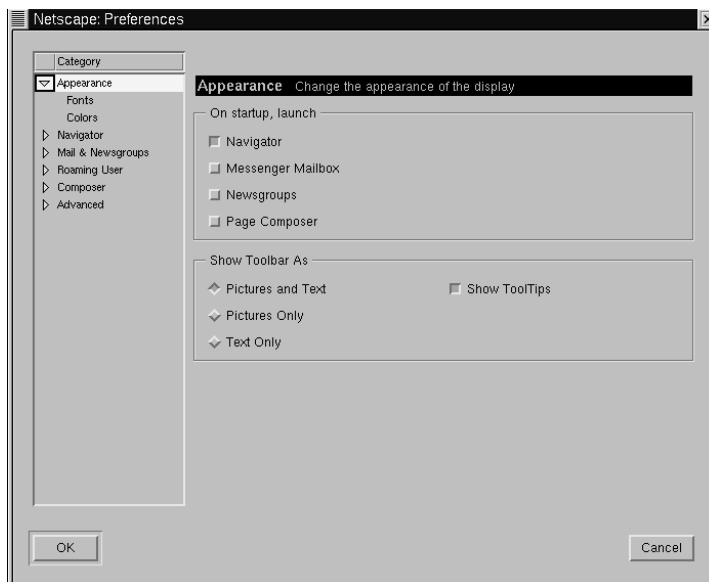 Netscape: Preferences
Category
Appearance
Fonts
Colors
Navigator
Mail & Newsgroups
Roaming User
Composer
Advanced
Appearance Change the appearance of the display
On startup, launch
Navigator
Messenger Mailbox
Newsgroups
Page Composer
Show Toolbar As
Pictures and Text Show ToolTips
Pictures Only
Text Only
OK Cancel